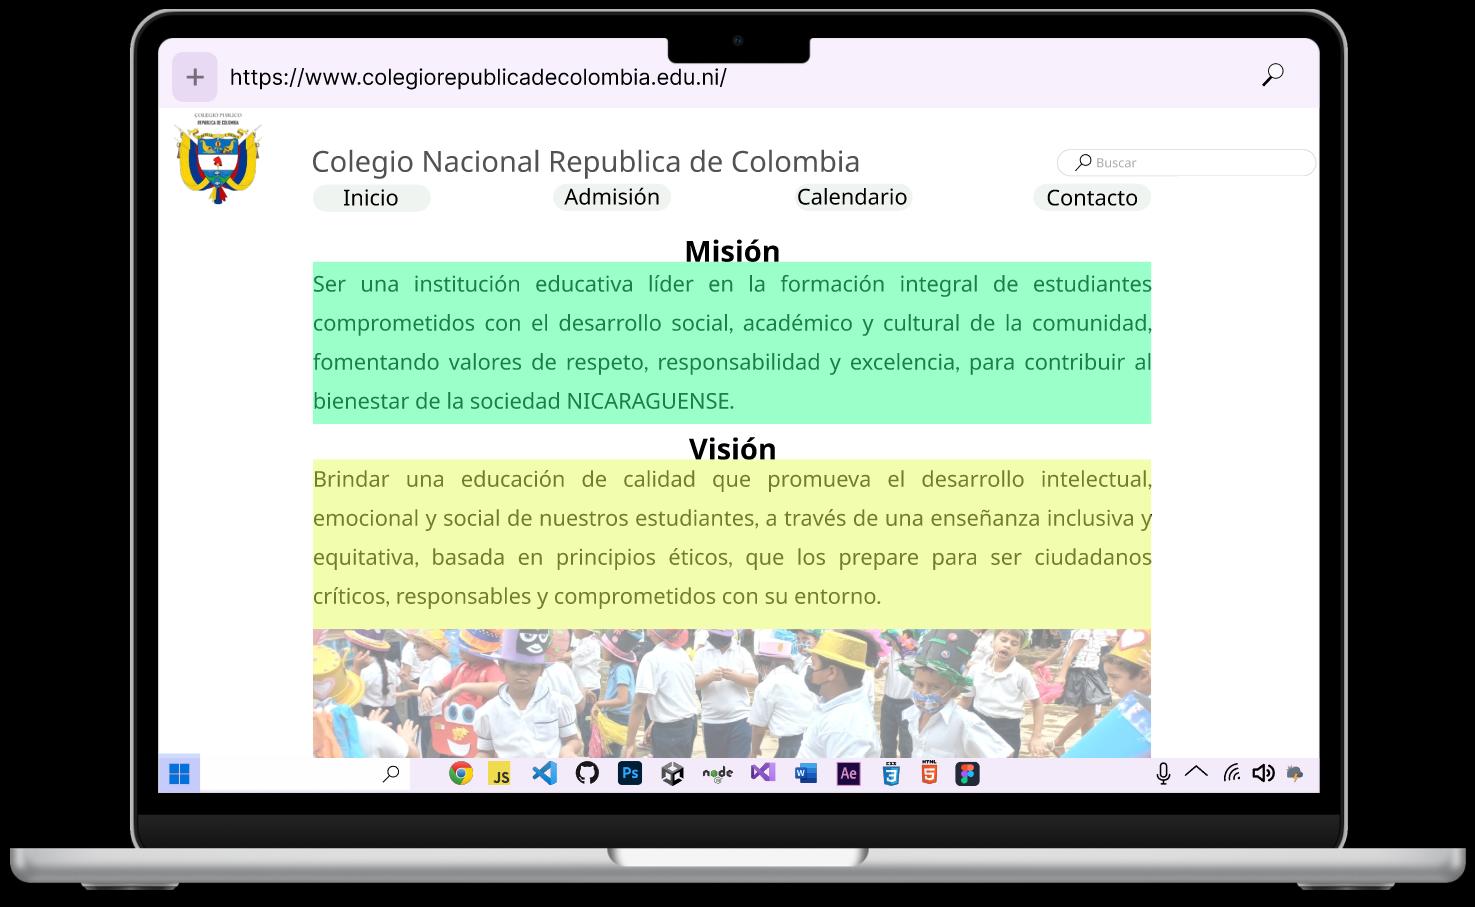 https://www.colegiorepublicadecolombia.edu.ni/
COLEGIO PUBLICO
REPUBLICA DE COLOMBIA
Colegio Nacional Republica de Colombia
Buscar
Inicio Admisión Calendario Contacto
Misión
Ser una institución educativa líder en la formación integral de estudiantes
comprometidos con el desarrollo social, académico y cultural de la comunidad,
fomentando valores de respeto, responsabilidad y excelencia, para contribuir al
bienestar de la sociedad NICARAGUENSE.
Visión
Brindar una educación de calidad que promueva el desarrollo intelectual,
emocional y social de nuestros estudiantes, a través de una enseñanza inclusiva y
equitativa, basada en principios éticos, que los prepare para ser ciudadanos
críticos, responsables y comprometidos con su entorno.
JS Ps node Ae CSS 3 HTML 5